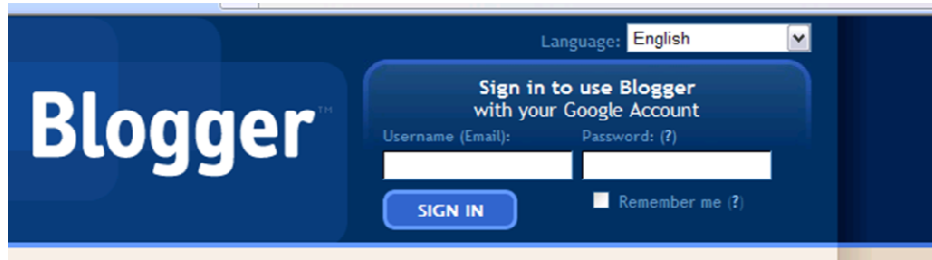 Language: English
Blogger™
Sign in to use Blogger
with your Google Account
Username (Email): Password: (?)
SIGN IN
Remember me (?)